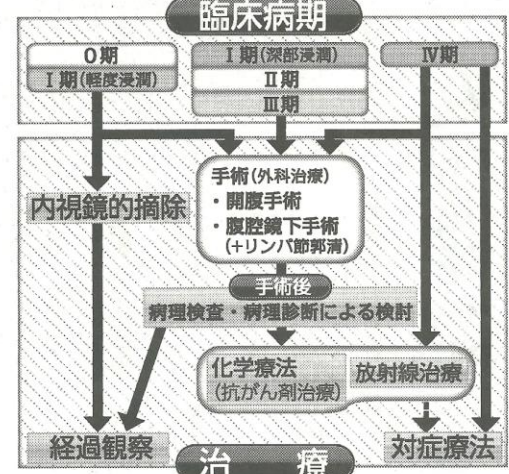 臨床病期
0期
Ⅰ期(軽度浸潤)
Ⅰ期(深部浸潤)
Ⅱ期
Ⅲ期
Ⅳ期
内視鏡的摘除
手術(外科治療)
・開腹手術
・腹腔鏡下手術
(+リンパ節郭清)
手術後
病理検査・病理診断による検討
化学療法
(抗がん剤治療)
放射線治療
経過観察
対症療法
治療